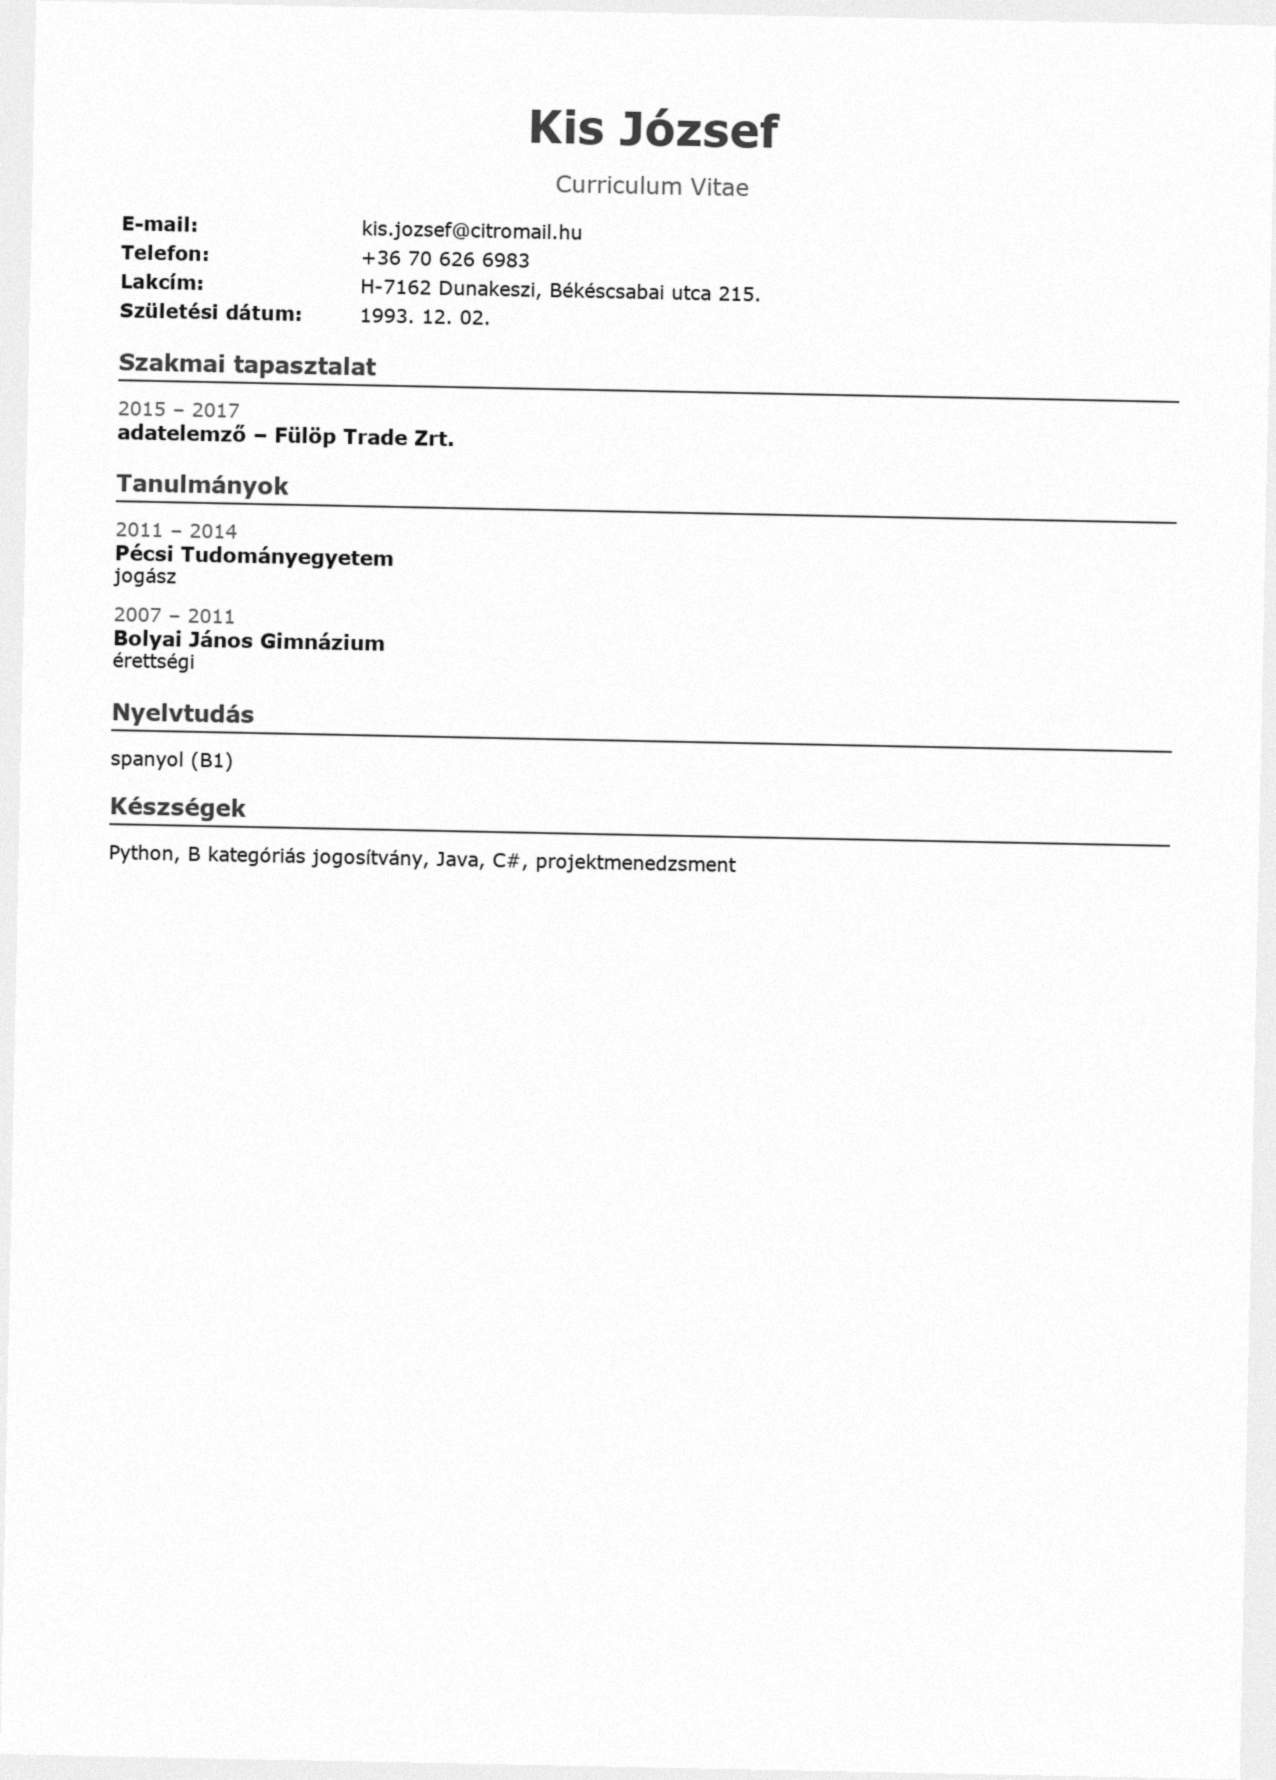 Kis József
Curriculum Vitae
E-mail: kis.jozsef@citromail.hu
Telefon: +36 70 626 6983
Lakcím: H-7162 Dunakeszi, Békéscsabai utca 215.
Születési dátum: 1993. 12. 02.
Szakmai tapasztalat
2015 – 2017
adatelemző – Fülöp Trade Zrt.
Tanulmányok
2011 – 2014
Pécsi Tudományegyetem
jogász
2007 – 2011
Bolyai János Gimnázium
érettségi
Nyelvtudás
spanyol (B1)
Készségek
Python, B kategóriás jogosítvány, Java, C#, projektmenedzsment